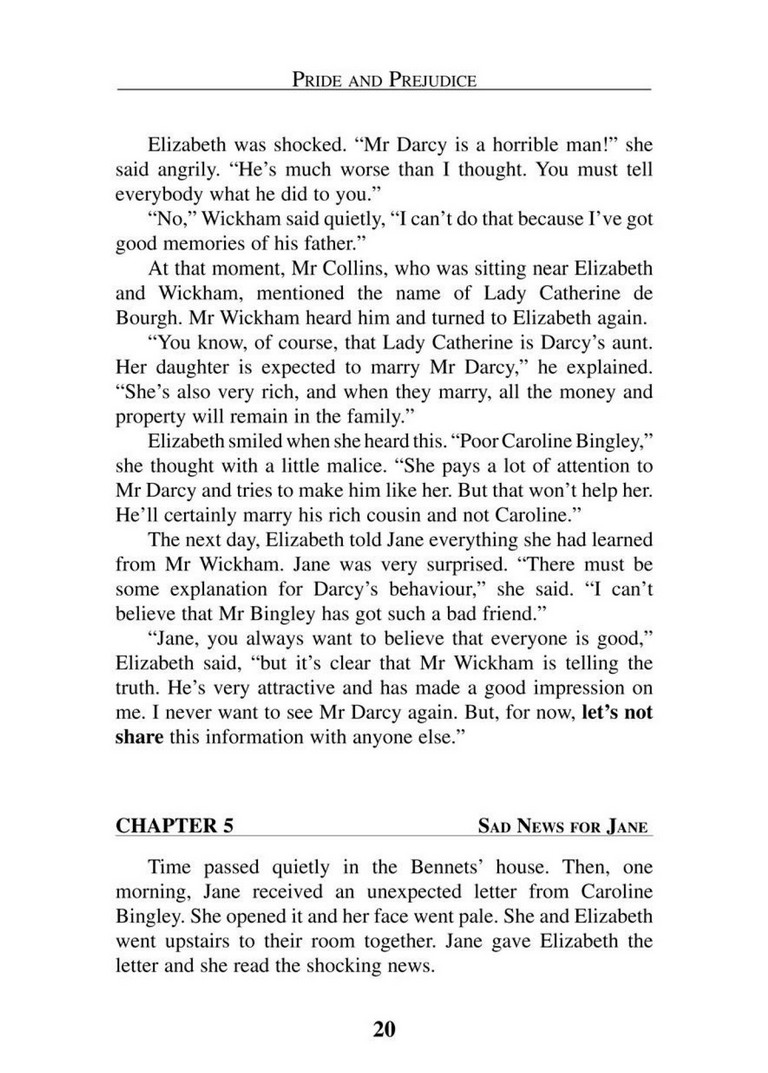 PRIDE AND PREJUDICE
Elizabeth was shocked. “Mr Darcy is a horrible man!” she
said angrily. “He’s much worse than I thought. You must tell
everybody what he did to you.”
“No,” Wickham said quietly, “I can’t do that because I’ve got
good memories of his father.”
At that moment, Mr Collins, who was sitting near Elizabeth
and Wickham, mentioned the name of Lady Catherine de
Bourgh. Mr Wickham heard him and turned to Elizabeth again.
“You know, of course, that Lady Catherine is Darcy’s aunt.
Her daughter is expected to marry Mr Darcy,” he explained.
“She’s also very rich, and when they marry, all the money and
property will remain in the family.”
Elizabeth smiled when she heard this. “Poor Caroline Bingley,”
she thought with a little malice. “She pays a lot of attention to
Mr Darcy and tries to make him like her. But that won’t help her.
He’ll certainly marry his rich cousin and not Caroline.”
The next day, Elizabeth told Jane everything she had learned
from Mr Wickham. Jane was very surprised. “There must be
some explanation for Darcy’s behaviour,” she said. “I can’t
believe that Mr Bingley has got such a bad friend.”
“Jane, you always want to believe that everyone is good,”
Elizabeth said, “but it’s clear that Mr Wickham is telling the
truth. He’s very attractive and has made a good impression on
me. I never want to see Mr Darcy again. But, for now, let’s not
share this information with anyone else.”
CHAPTER 5 SAD NEWS FOR JANE
Time passed quietly in the Bennets’ house. Then, one
morning, Jane received an unexpected letter from Caroline
Bingley. She opened it and her face went pale. She and Elizabeth
went upstairs to their room together. Jane gave Elizabeth the
letter and she read the shocking news.
20